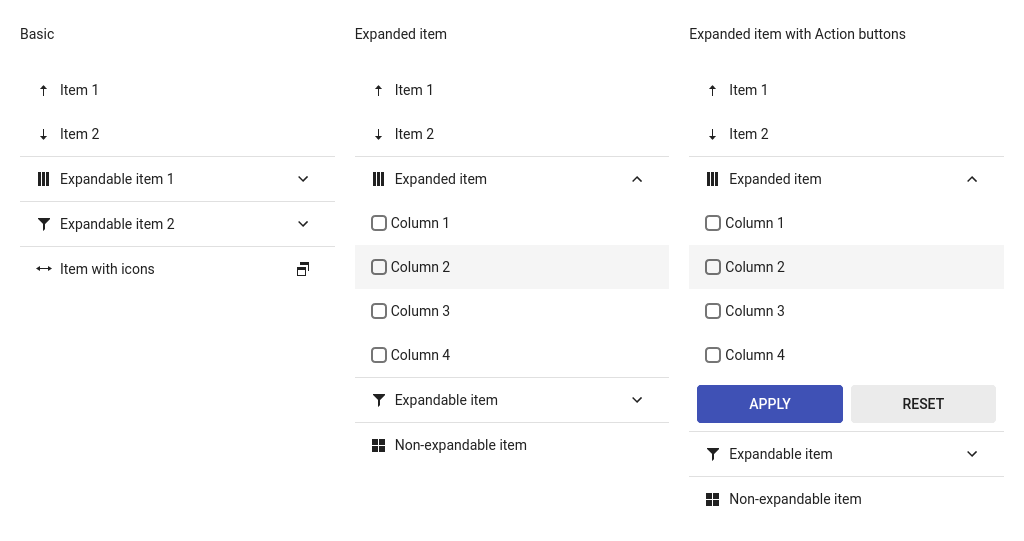 Basic
Item 1
Item 2
Expandable item 1
Expandable item 2
Item with icons
Expanded item
Item 1
Item 2
Expanded item
Column 1
Column 2
Column 3
Column 4
Expandable item
Non-expandable item
Expanded item with Action buttons
Item 1
Item 2
Expanded item
Column 1
Column 2
Column 3
Column 4
APPLY RESET
Expandable item
Non-expandable item